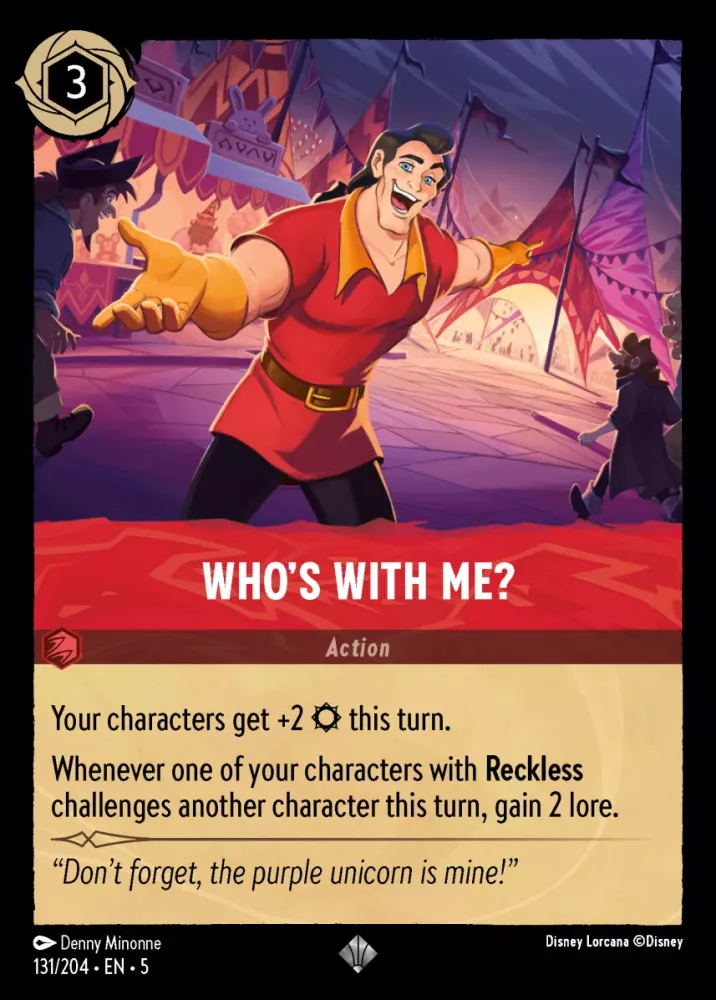 3
WHO'S WITH ME?
Action
Your characters get +2 this turn.
Whenever one of your characters with Reckless
challenges another character this turn, gain 2 lore.
“Don't forget, the purple unicorn is mine!”
Denny Minonne
Disney Lorcana ©Disney
131/204 • EN • 5